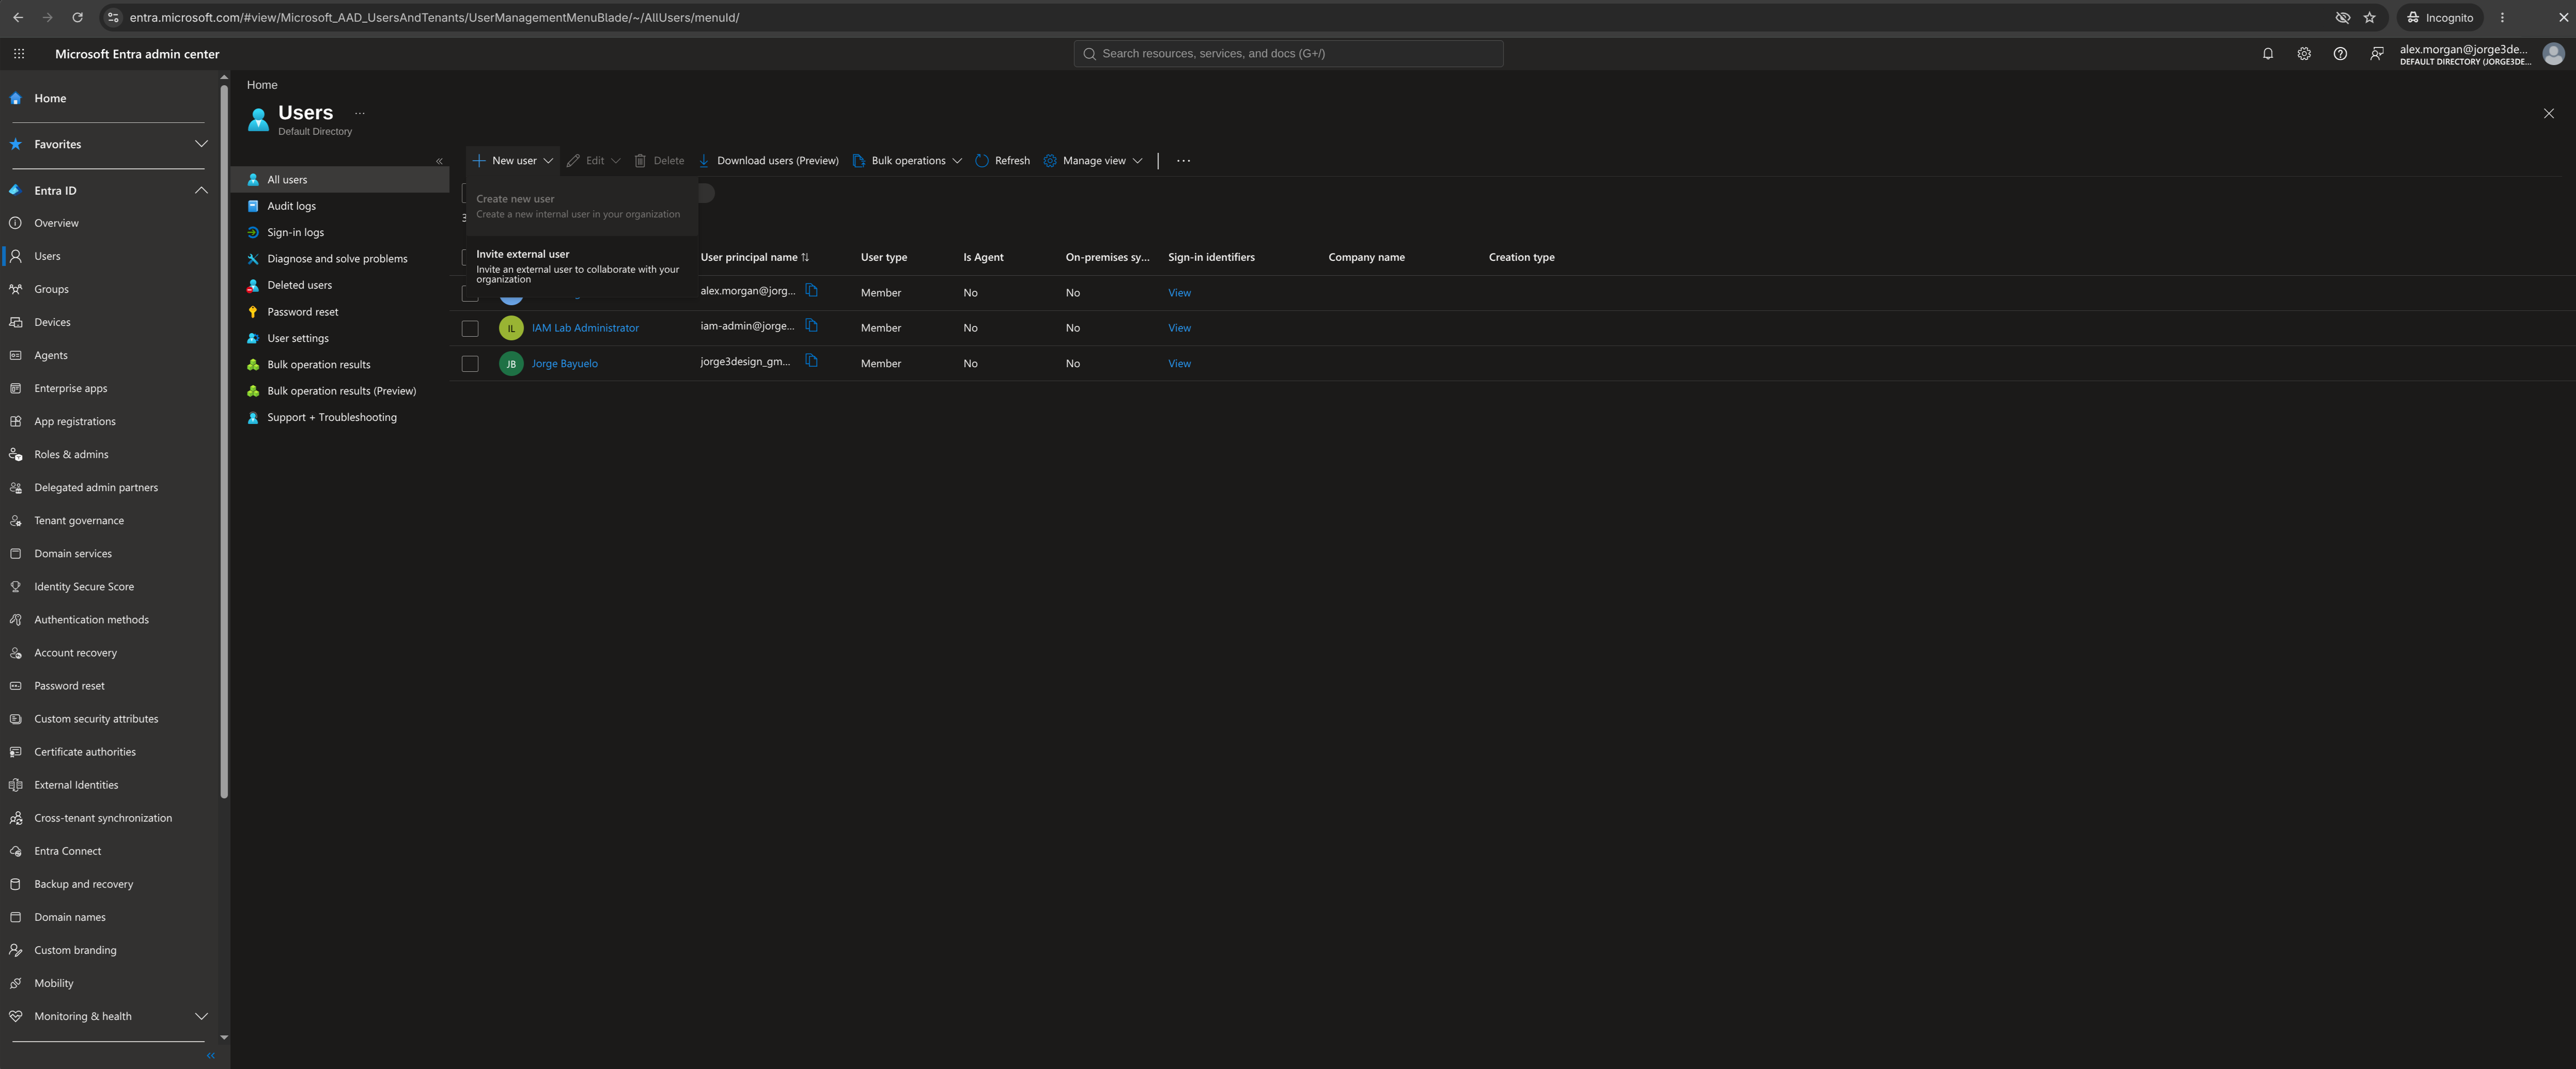 entra.microsoft.com/#view/Microsoft_AAD_UsersAndTenants/UserManagementMenuBlade/~/AllUsers/menuId/
Incognito
Microsoft Entra admin center
Search resources, services, and docs (G+/)
alex.morgan@jorge3de...
DEFAULT DIRECTORY (JORGE3DE...
Home
Favorites
Entra ID
Overview
Users
Groups
Devices
Agents
Enterprise apps
App registrations
Roles & admins
Delegated admin partners
Tenant governance
Domain services
Identity Secure Score
Authentication methods
Account recovery
Password reset
Custom security attributes
Certificate authorities
External Identities
Cross-tenant synchronization
Entra Connect
Backup and recovery
Domain names
Custom branding
Mobility
Monitoring & health
Home
Users ...
Default Directory
All users
Audit logs
Sign-in logs
Diagnose and solve problems
Deleted users
Password reset
User settings
Bulk operation results
Bulk operation results (Preview)
Support + Troubleshooting
New user Edit Delete Download users (Preview) Bulk operations Refresh Manage view ...
Create new user
Create a new internal user in your organization
Invite external user
Invite an external user to collaborate with your
organization
User principal name User type Is Agent On-premises sy... Sign-in identifiers Company name Creation type
alex.morgan@jorg... Member No No View
IL IAM Lab Administrator iam-admin@jorge... Member No No View
JB Jorge Bayuelo jorge3design_gm... Member No No View